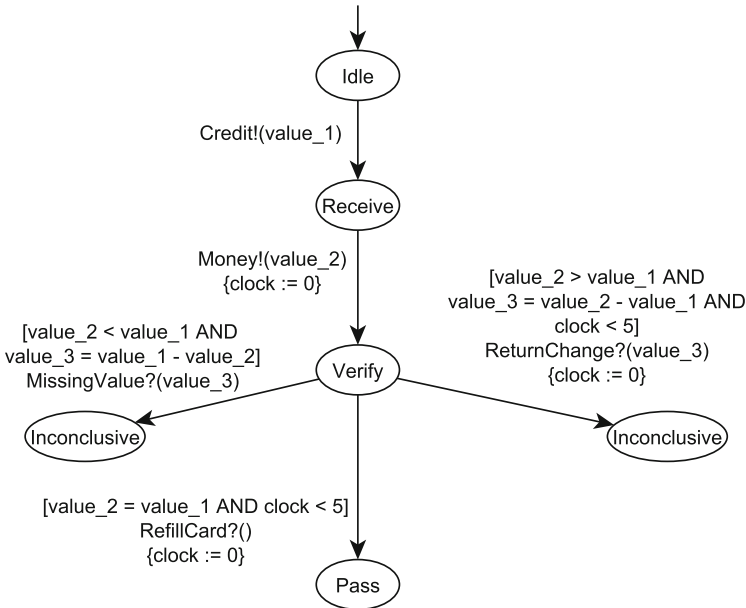 Idle
Credit!(value_1)
Receive
Money!(value_2)
{clock := 0}
[value_2 > value_1 AND
value_3 = value_2 - value_1 AND
clock < 5]
ReturnChange?(value_3)
{clock := 0}
[value_2 < value_1 AND
value_3 = value_1 - value_2]
MissingValue?(value_3)
Verify
Inconclusive
Inconclusive
[value_2 = value_1 AND clock < 5]
RefillCard?()
{clock := 0}
Pass